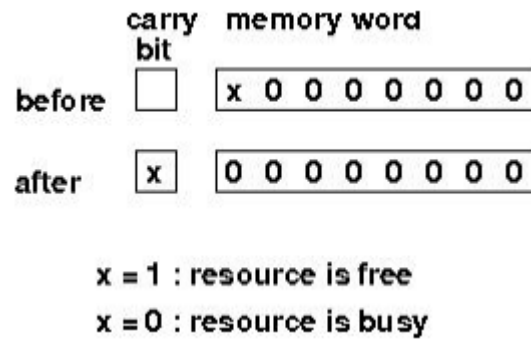 carry memory word
bit
before x 0 0 0 0 0 0 0
after x 0 0 0 0 0 0 0 0
x = 1 : resource is free
x = 0 : resource is busy